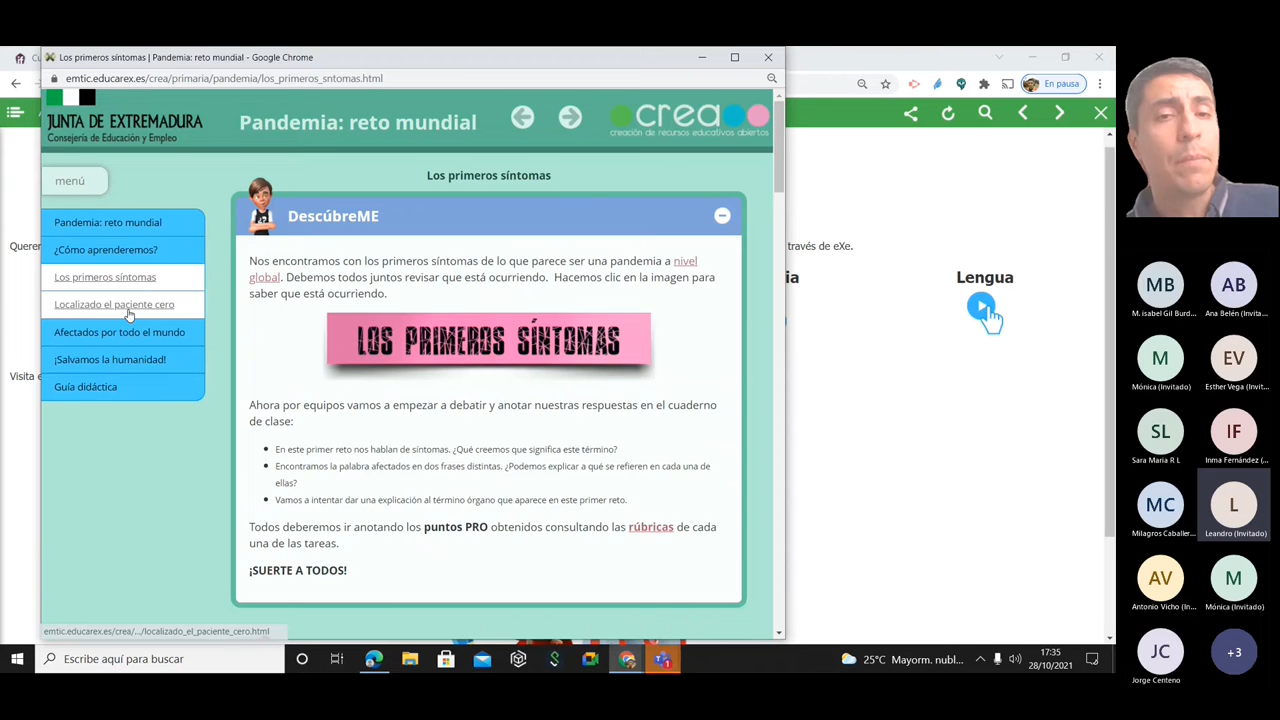 Los primeros síntomas | Pandemia: reto mundial - Google Chrome
emtic.educarex.es/crea/primaria/pandemia/los_primeros_sntomas.html
En pausa
JUNTA DE EXTREMADURA
Consejería de Educación y Empleo
Pandemia: reto mundial
crea
creación de recursos educativos abiertos
menú
Pandemia: reto mundial
¿Cómo aprenderemos?
Los primeros síntomas
Localizado el paciente cero
Afectados por todo el mundo
¡Salvamos la humanidad!
Guía didáctica
Los primeros síntomas
DescúbreME
Nos encontramos con los primeros síntomas de lo que parece ser una pandemia a nivel
global. Debemos todos juntos revisar que está ocurriendo. Hacemos clic en la imagen para
saber que está ocurriendo.
LOS PRIMEROS SÍNTOMAS
Ahora por equipos vamos a empezar a debatir y anotar nuestras respuestas en el cuaderno
de clase:
En este primer reto nos hablan de síntomas. ¿Qué creemos que significa este término?
Encontramos la palabra afectados en dos frases distintas. ¿Podemos explicar a qué se refieren en cada una de
ellas?
Vamos a intentar dar una explicación al término órgano que aparece en este primer reto.
Todos deberemos ir anotando los puntos PRO obtenidos consultando las rúbricas de cada
una de las tareas.
¡SUERTE A TODOS!
emtic.educarex.es/crea/.../localizado_el_paciente_cero.html
Querem
Visita e
través de eXe.
ia
Lengua
MB
M. isabel Gil Burd...
AB
Ana Belén (Invita...
M
Mónica (Invitado)
EV
Esther Vega (Invit...
SL
Sara Maria R L
IF
Inma Fernández (...
MC
Milagros Caballer...
L
Leandro (Invitado)
AV
Antonio Vicho (In...
M
Mónica (Invitado)
JC
Jorge Centeno
+3
Escribe aquí para buscar
25°C Mayorm. nubl...
17:35
28/10/2021